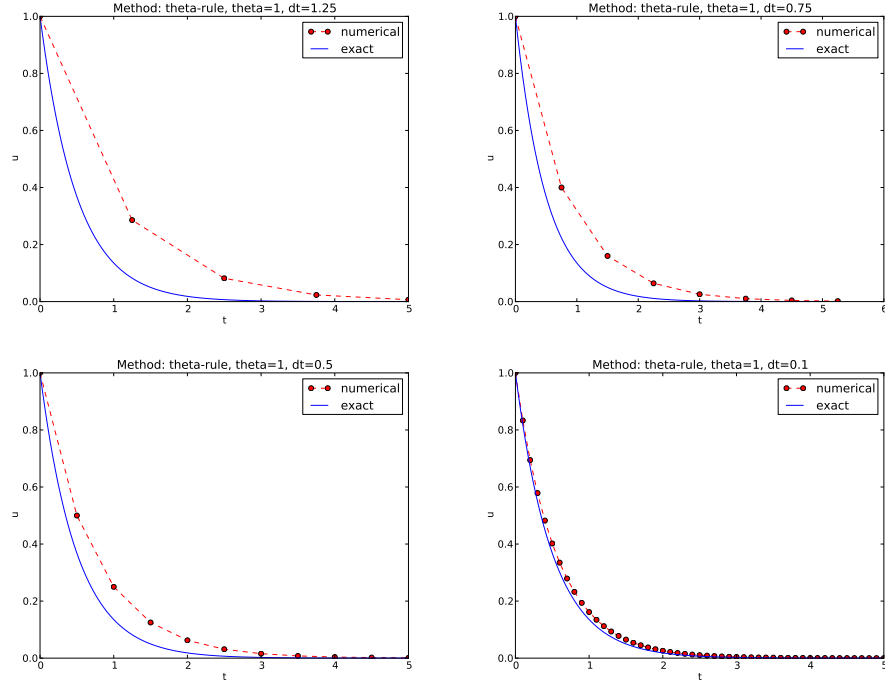 Method: theta-rule, theta=1, dt=1.25
1.0
0.8
0.6
0.4
0.2
0.0
u
numerical
exact
0 1 2 3 4 5
t
Method: theta-rule, theta=1, dt=0.75
1.0
0.8
0.6
0.4
0.2
0.0
u
numerical
exact
0 1 2 3 4 5 6
t
Method: theta-rule, theta=1, dt=0.5
1.0
0.8
0.6
0.4
0.2
0.0
u
numerical
exact
0 1 2 3 4 5
t
Method: theta-rule, theta=1, dt=0.1
1.0
0.8
0.6
0.4
0.2
0.0
u
numerical
exact
0 1 2 3 4 5
t